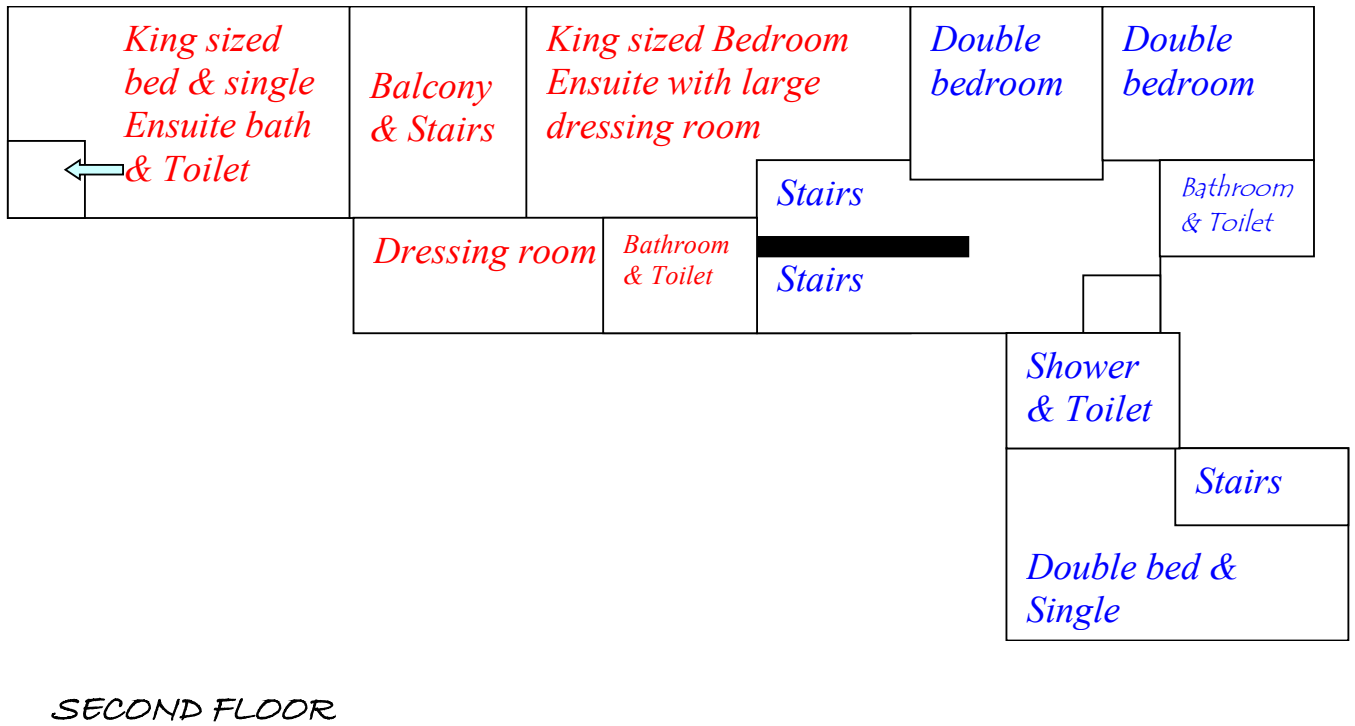 King sized
bed & single
Ensuite bath
& Toilet
Balcony
& Stairs
King sized Bedroom
Ensuite with large
dressing room
Double
bedroom
Double
bedroom
Stairs
Bathroom
& Toilet
Dressing room
Bathroom
& Toilet
Stairs
Shower
& Toilet
Stairs
Double bed &
Single
SECOND FLOOR